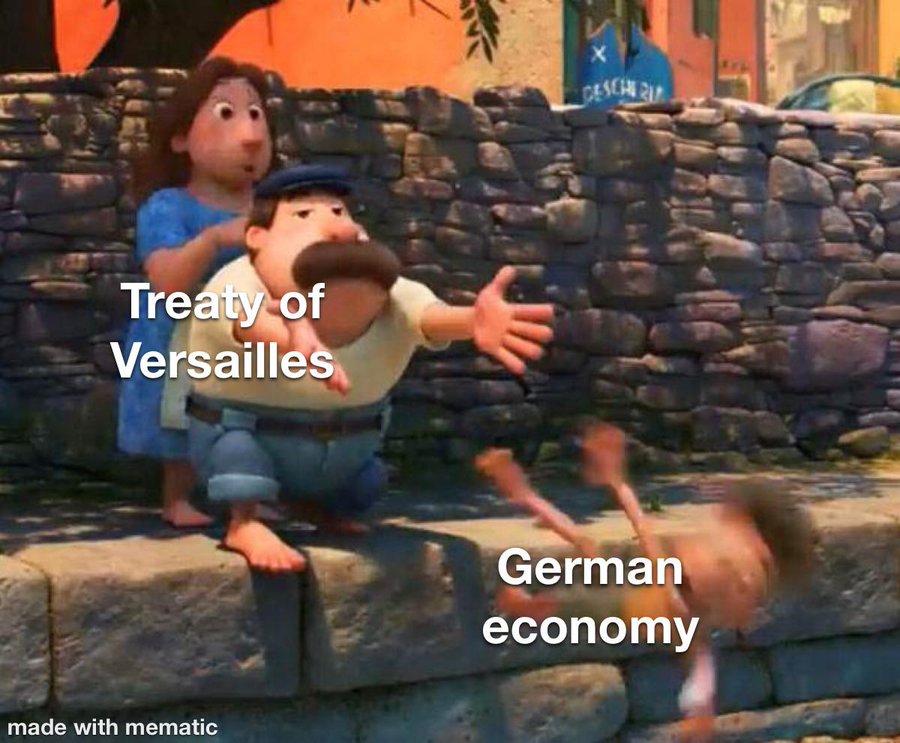 Treaty of
Versailles
German
economy
made with mematic